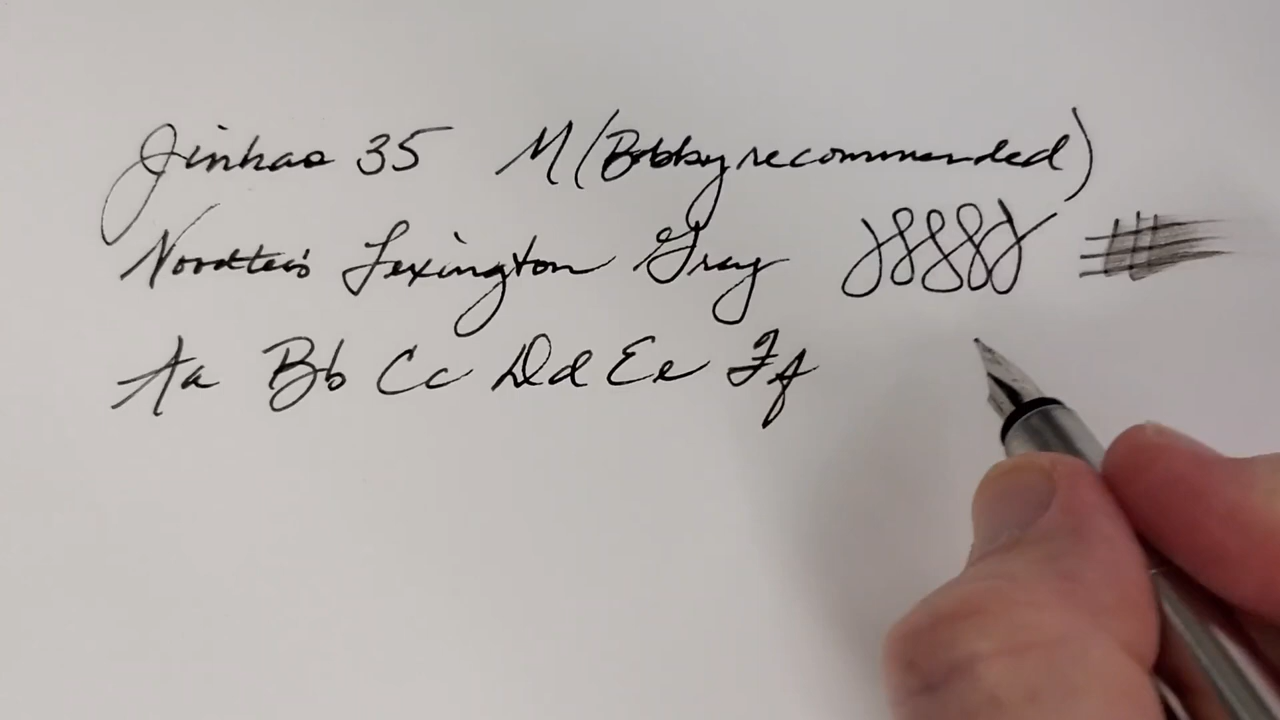 Jinhao 35 M (Bobby recommended)
Noodler's Lexington Gray
Aa Bb Cc Dd Ee Ff